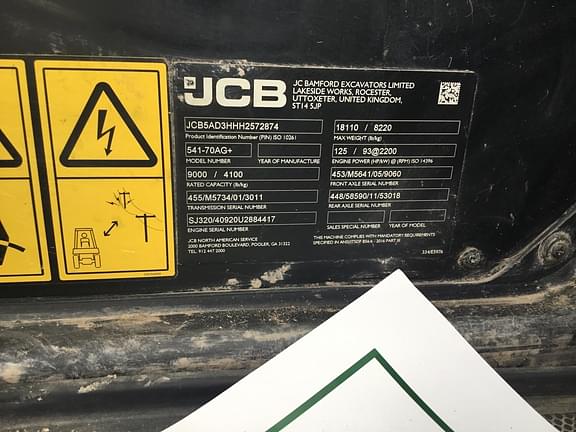 JCB
JC BAMFORD EXCAVATORS LIMITED
LAKESIDE WORKS, ROCESTER,
UTTOXETER, UNITED KINGDOM,
ST14 5JP
JCB5AD3HHH2572874
Product Identification Number (PIN) ISO 10261
18110 / 8220
MAX WEIGHT (lb/kg)
541-70AG+
MODEL NUMBER
YEAR OF MANUFACTURE
125 / 93@2200
ENGINE POWER (HP/kW) @ (RPM) ISO 14396
9000 / 4100
RATED CAPACITY (lb/kg)
453/M5641/05/9060
FRONT AXLE SERIAL NUMBER
455/M5734/01/3011
TRANSMISSION SERIAL NUMBER
448/58590/11/53018
REAR AXLE SERIAL NUMBER
SJ320/40920U2884417
ENGINE SERIAL NUMBER
SALES SPECIAL NUMBER
YEAR OF MODEL
JCB NORTH AMERICAN SERVICE
2000 BAMFORD BOULEVARD, POOLER, GA 31322
TEL. 912 447 2000
THIS MACHINE COMPLIES WITH MANDATORY REQUIREMENTS